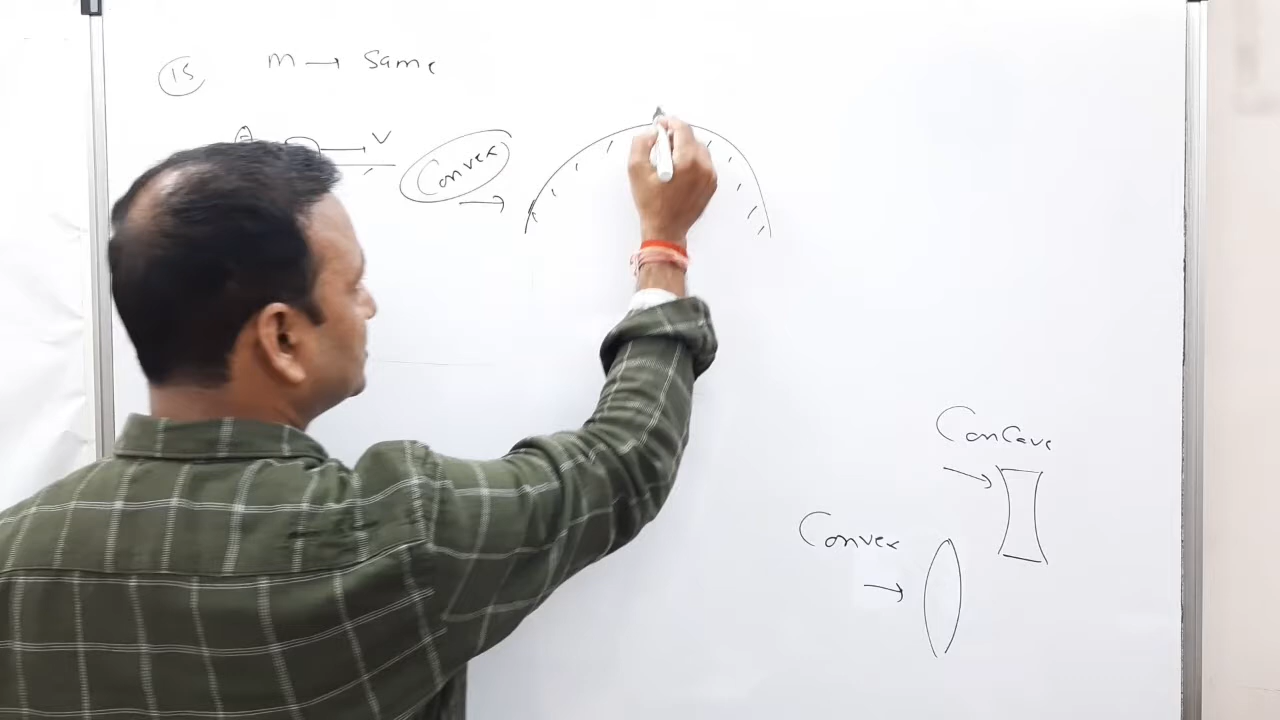 15 m → same
A V
Convex
Concave
Convex